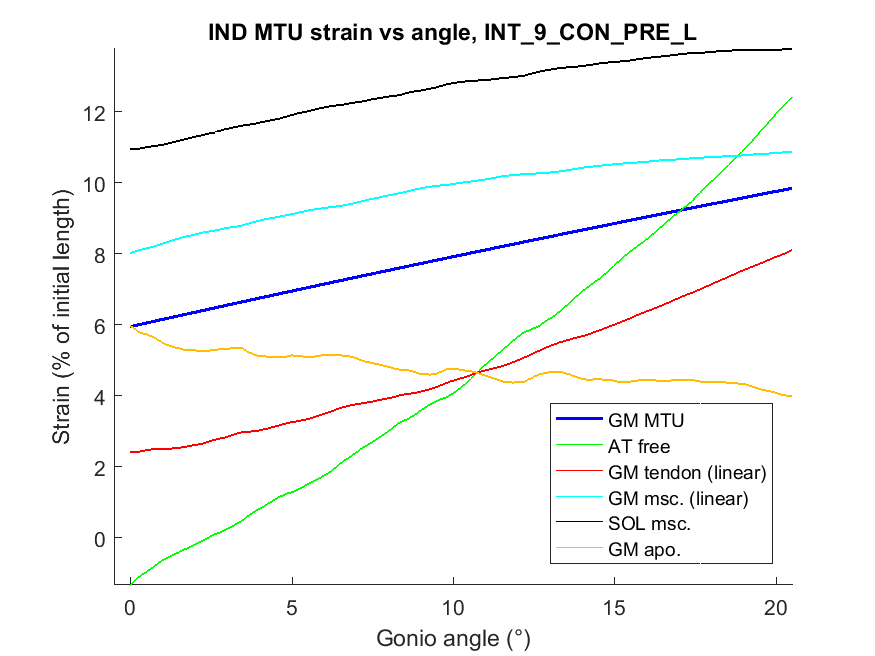 IND MTU strain vs angle, INT_9_CON_PRE_L
Strain (% of initial length)
12
10
8
6
4
2
0
GM MTU
AT free
GM tendon (linear)
GM msc. (linear)
SOL msc.
GM apo.
0 5 10 15 20
Gonio angle (°)